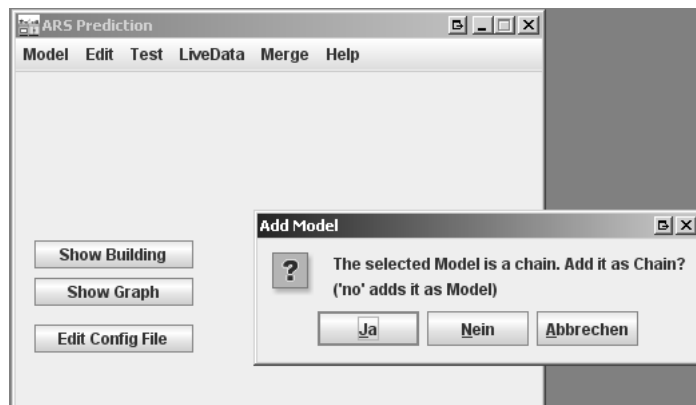 ARS Prediction
Model Edit Test LiveData Merge Help
Add Model
The selected Model is a chain. Add it as Chain?
('no' adds it as Model)
Ja Nein Abbrechen
Show Building
Show Graph
Edit Config File